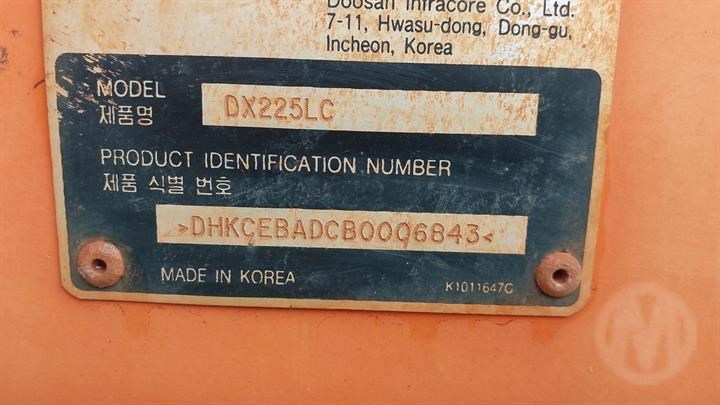 Doosan Infracore Co., Ltd.
7-11, Hwasu-dong, Dong-gu,
Incheon, Korea
MODEL
제품명
DX225LC
PRODUCT IDENTIFICATION NUMBER
제품 식별 번호
>DHKCEBADCB0006843<
MADE IN KOREA
K1011647C
M